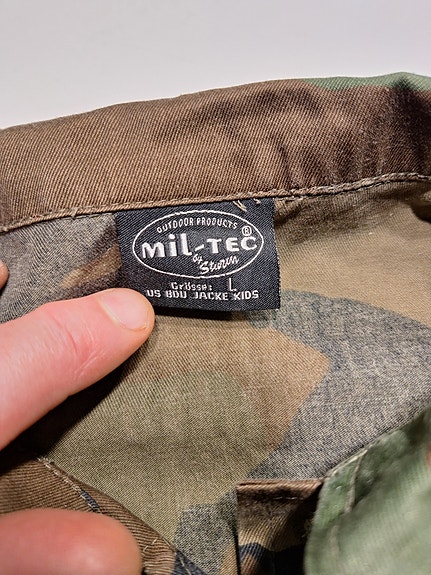 OUTDOOR PRODUCTS
MiL-TEC®
by Sturm
Grösse: L
US BDU JACKE KIDS